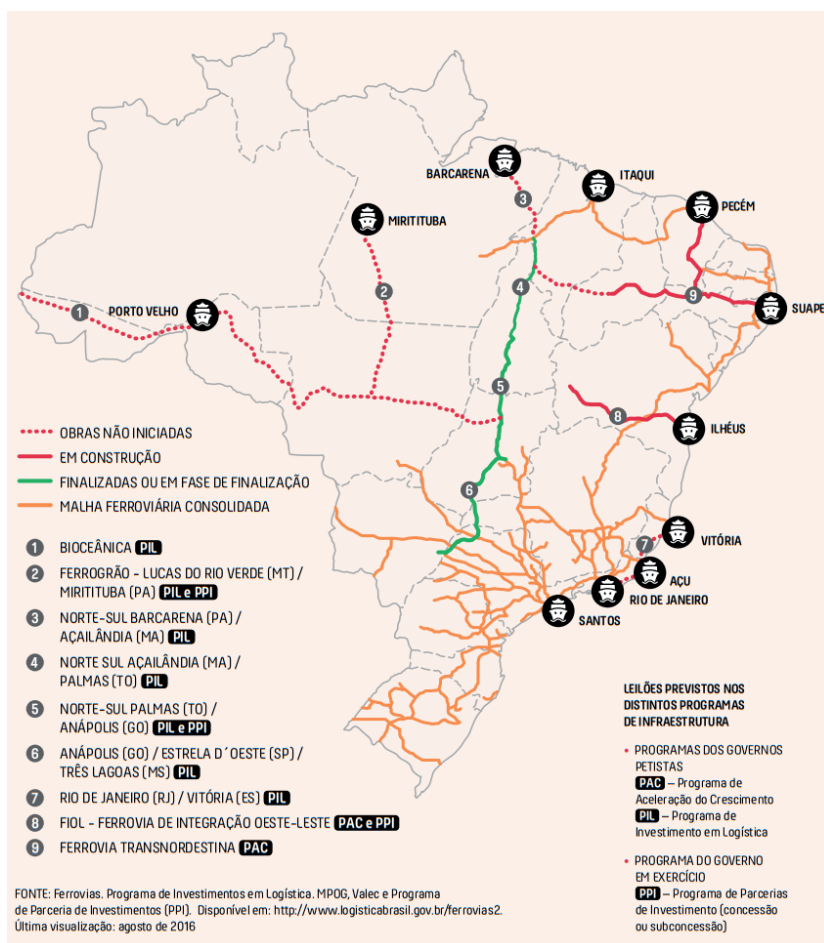 BARCARENA
ITAQUI
PECÉM
MIRITITUBA
3
2
4
9
1
PORTO VELHO
SUAPE
5
8
ILHÉUS
OBRAS NÃO INICIADAS
EM CONSTRUÇÃO
FINALIZADAS OU EM FASE DE FINALIZAÇÃO
MALHA FERROVIÁRIA CONSOLIDADA
6
7
VITÓRIA
AÇU
RIO DE JANEIRO
SANTOS
1 BIOCEÂNICA PIL
2 FERROGRÃO - LUCAS DO RIO VERDE (MT) /
MIRITITUBA (PA) PIL e PPI
3 NORTE-SUL BARCARENA (PA) /
AÇAILÂNDIA (MA) PIL
4 NORTE SUL AÇAILÂNDIA (MA) /
PALMAS (TO) PIL
5 NORTE-SUL PALMAS (TO) /
ANÁPOLIS (GO) PIL e PPI
6 ANÁPOLIS (GO) / ESTRELA D´OESTE (SP) /
TRÊS LAGOAS (MS) PIL
7 RIO DE JANEIRO (RJ) / VITÓRIA (ES) PIL
8 FIOL - FERROVIA DE INTEGRAÇÃO OESTE-LESTE PAC e PPI
9 FERROVIA TRANSNORDESTINA PAC
LEILÕES PREVISTOS NOS
DISTINTOS PROGRAMAS
DE INFRAESTRUTURA
• PROGRAMAS DOS GOVERNOS
PETISTAS
PAC – Programa de
Aceleração do Crescimento
PIL – Programa de
Investimento em Logística
• PROGRAMA DO GOVERNO
EM EXERCÍCIO
PPI – Programa de Parcerias
de Investimento (concessão
ou subconcessão)
FONTE: Ferrovias. Programa de Investimentos em Logística. MPOG, Valec e Programa
de Parceria de Investimentos (PPI). Disponível em: http://www.logisticabrasil.gov.br/ferrovias2.
Última visualização: agosto de 2016